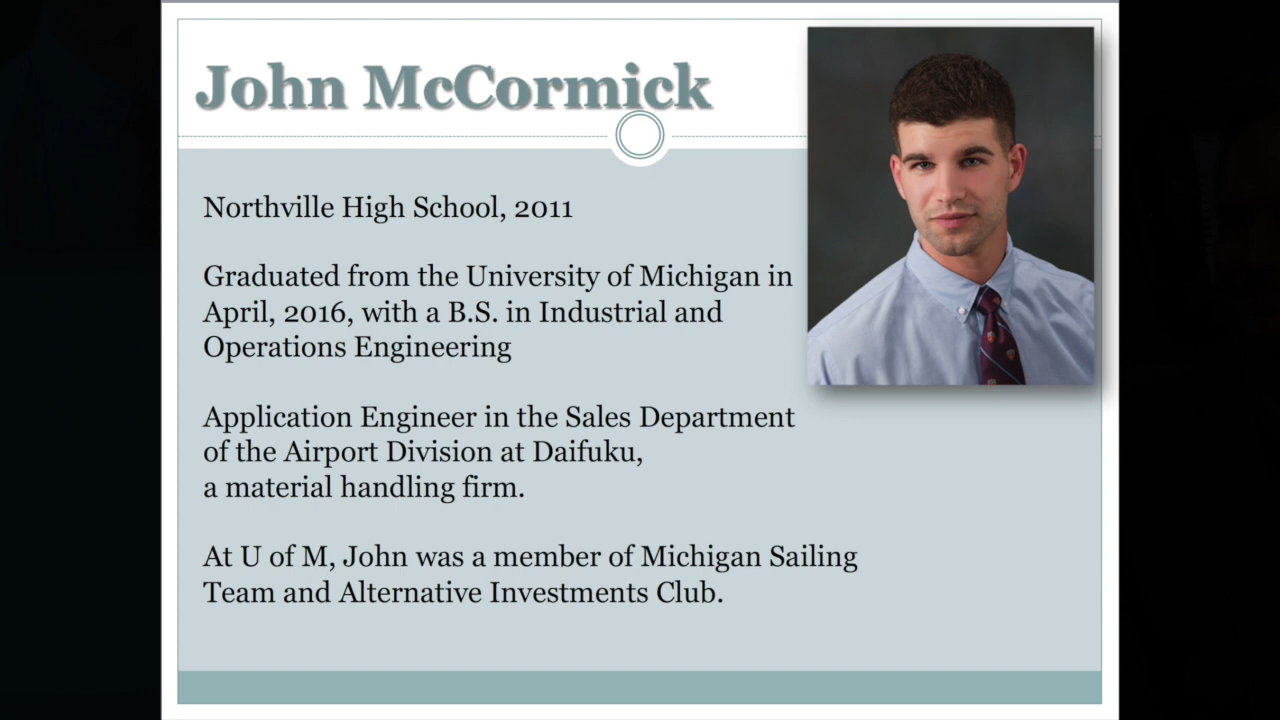 John McCormick
Northville High School, 2011
Graduated from the University of Michigan in
April, 2016, with a B.S. in Industrial and
Operations Engineering
Application Engineer in the Sales Department
of the Airport Division at Daifuku,
a material handling firm.
At U of M, John was a member of Michigan Sailing
Team and Alternative Investments Club.